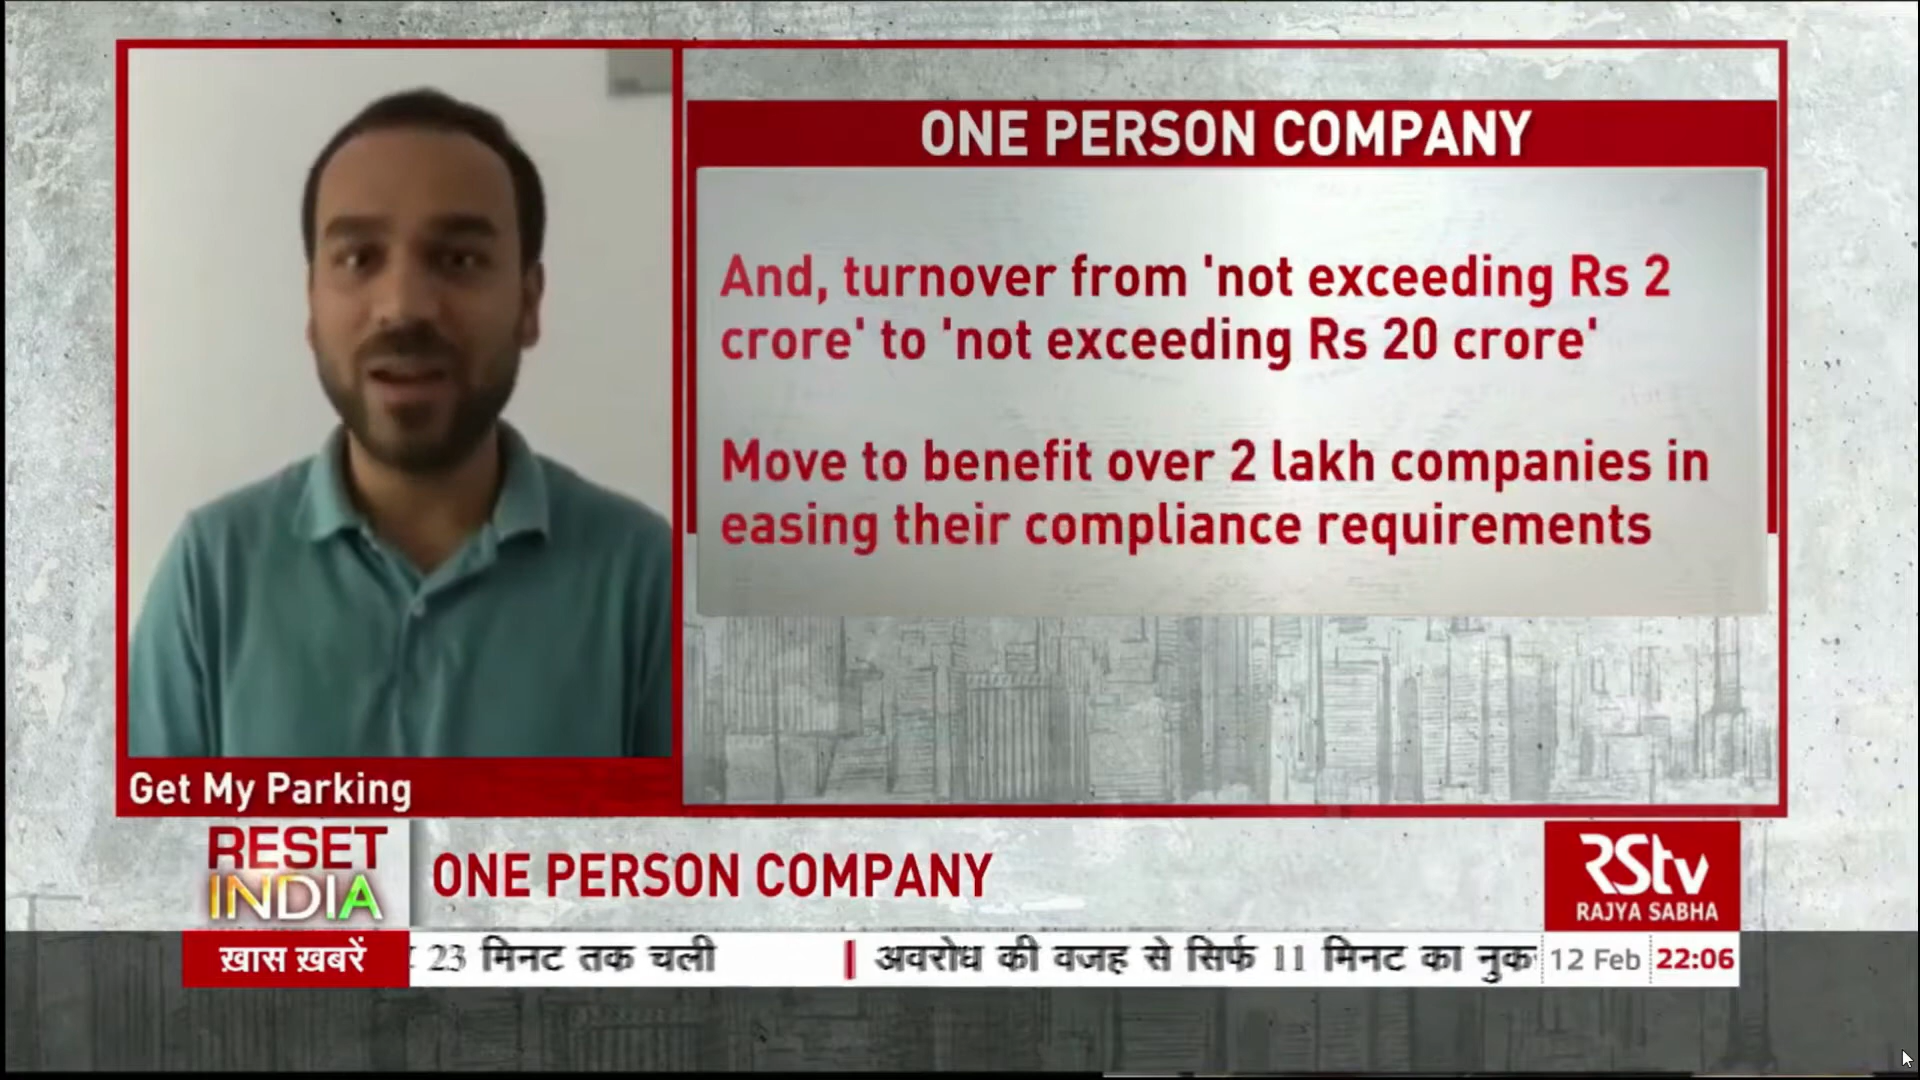 ONE PERSON COMPANY
And, turnover from 'not exceeding Rs 2
crore' to 'not exceeding Rs 20 crore'
Move to benefit over 2 lakh companies in
easing their compliance requirements
Get My Parking
RESET
INDIA
ONE PERSON COMPANY
RStv
RAJYA SABHA
ख़ास ख़बरें
23 मिनट तक चली
अवरोध की वजह से सिर्फ 11 मिनट का
12 Feb
22:06